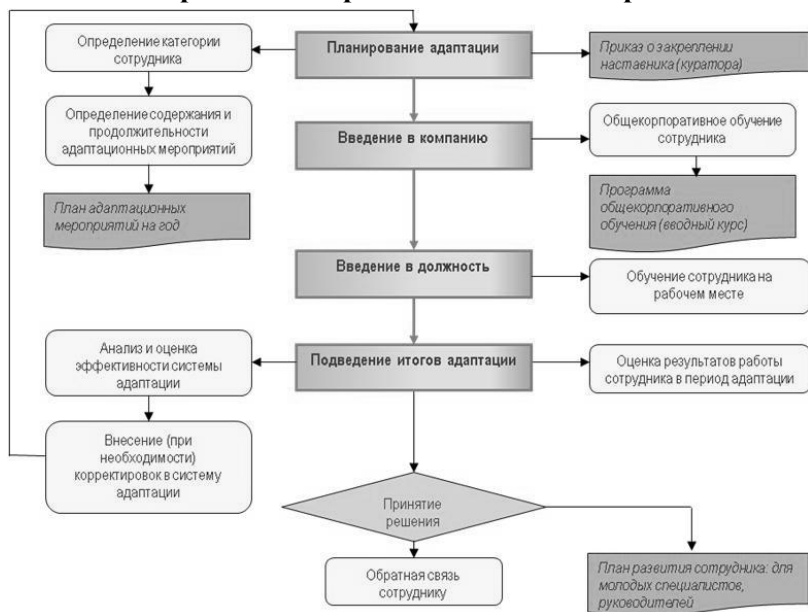 Определение категории
сотрудника
Планирование адаптации
Приказ о закреплении
наставника (куратора)
Определение содержания и
продолжительности
адаптационных мероприятий
Введение в компанию
Общекорпоративное обучение
сотрудника
План адаптационных
мероприятий на год
Программа
общекорпоративного
обучения (вводный курс)
Введение в должность
Обучение сотрудника на
рабочем месте
Анализ и оценка
эффективности системы
адаптации
Подведение итогов адаптации
Оценка результатов работы
сотрудника в период адаптации
Внесение (при
необходимости)
корректировок в систему
адаптации
Принятие
решения
Обратная связь
сотруднику
План развития сотрудника: для
молодых специалистов,
руководителей